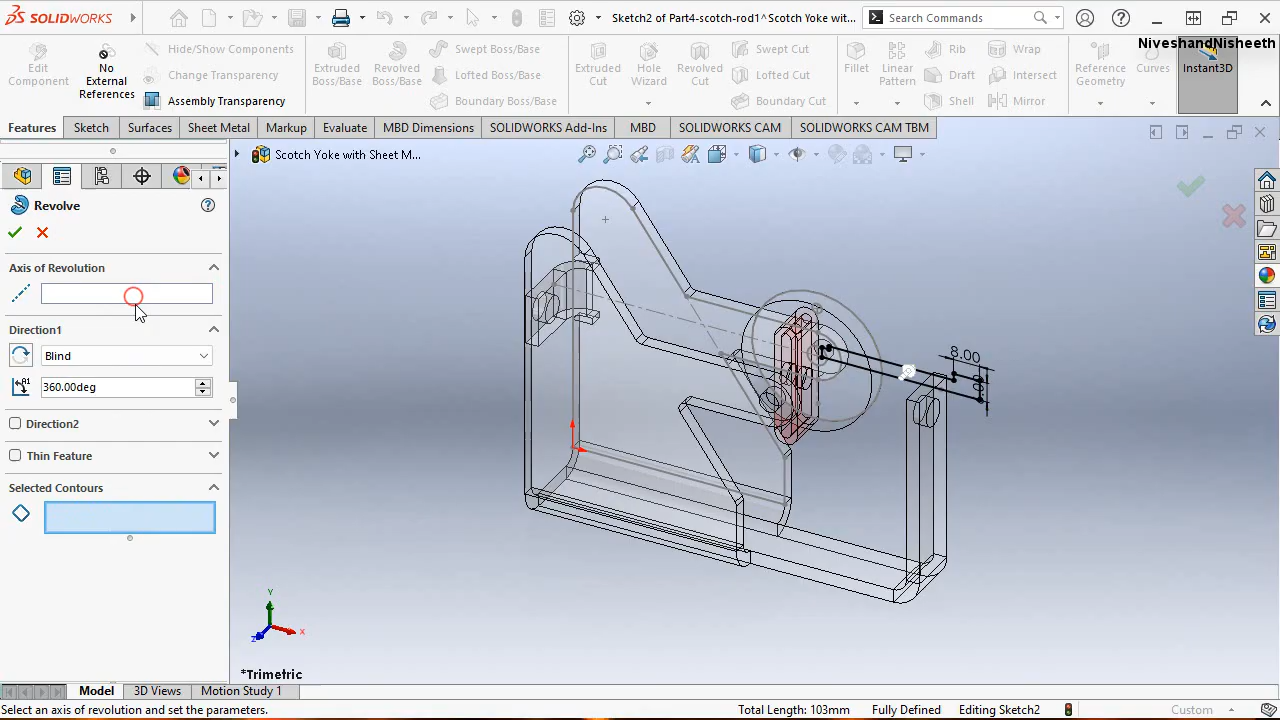 SOLIDWORKS
Sketch2 of Part4-scotch slot1^ Scotch Yoke wit...
Search Commands
NiveshandNisheeth
Edit
Component
No
External
References
Hide/Show Components
Change Transparency
Assembly Transparency
Extruded
Boss/Base
Revolved
Boss/Base
Swept Boss/Base
Lofted Boss/Base
Boundary Boss/Base
Extruded
Cut
Hole
Wizard
Revolved
Cut
Swept Cut
Lofted Cut
Boundary Cut
Fillet
Linear
Pattern
Rib
Draft
Shell
Wrap
Intersect
Mirror
Reference
Geometry
Curves
Instant3D
Features Sketch Surfaces Sheet Metal Markup Evaluate MBD Dimensions SOLIDWORKS Add-Ins MBD SOLIDWORKS CAM SOLIDWORKS CAM TBM
Scotch Yoke with Sheet M...
Revolve
Axis of Revolution
Direction1
Blind
360.00deg
Direction2
Thin Feature
Selected Contours
8.00
Y
X
Z
*Trimetric
Model 3D Views Motion Study 1
Select an axis of revolution and set the parameters.
Total Length: 103mm Fully Defined Editing Sketch2 Custom